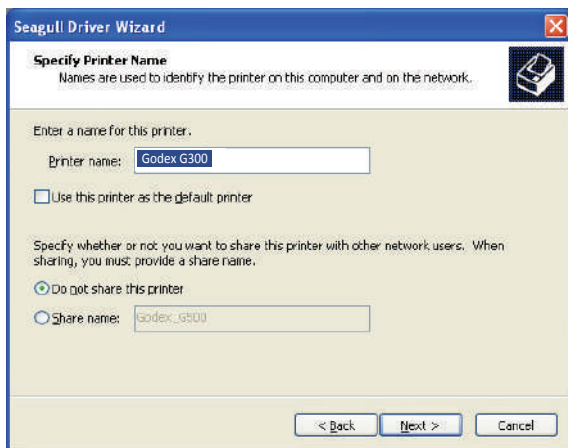 Seagull Driver Wizard
Specify Printer Name
Names are used to identify the printer on this computer and on the network.
Enter a name for this printer.
Printer name: Godex G300
Use this printer as the default printer
Specify whether or not you want to share this printer with other network users. When
sharing, you must provide a share name.
Do not share this printer
Share name: Godex_G500
< Back Next > Cancel